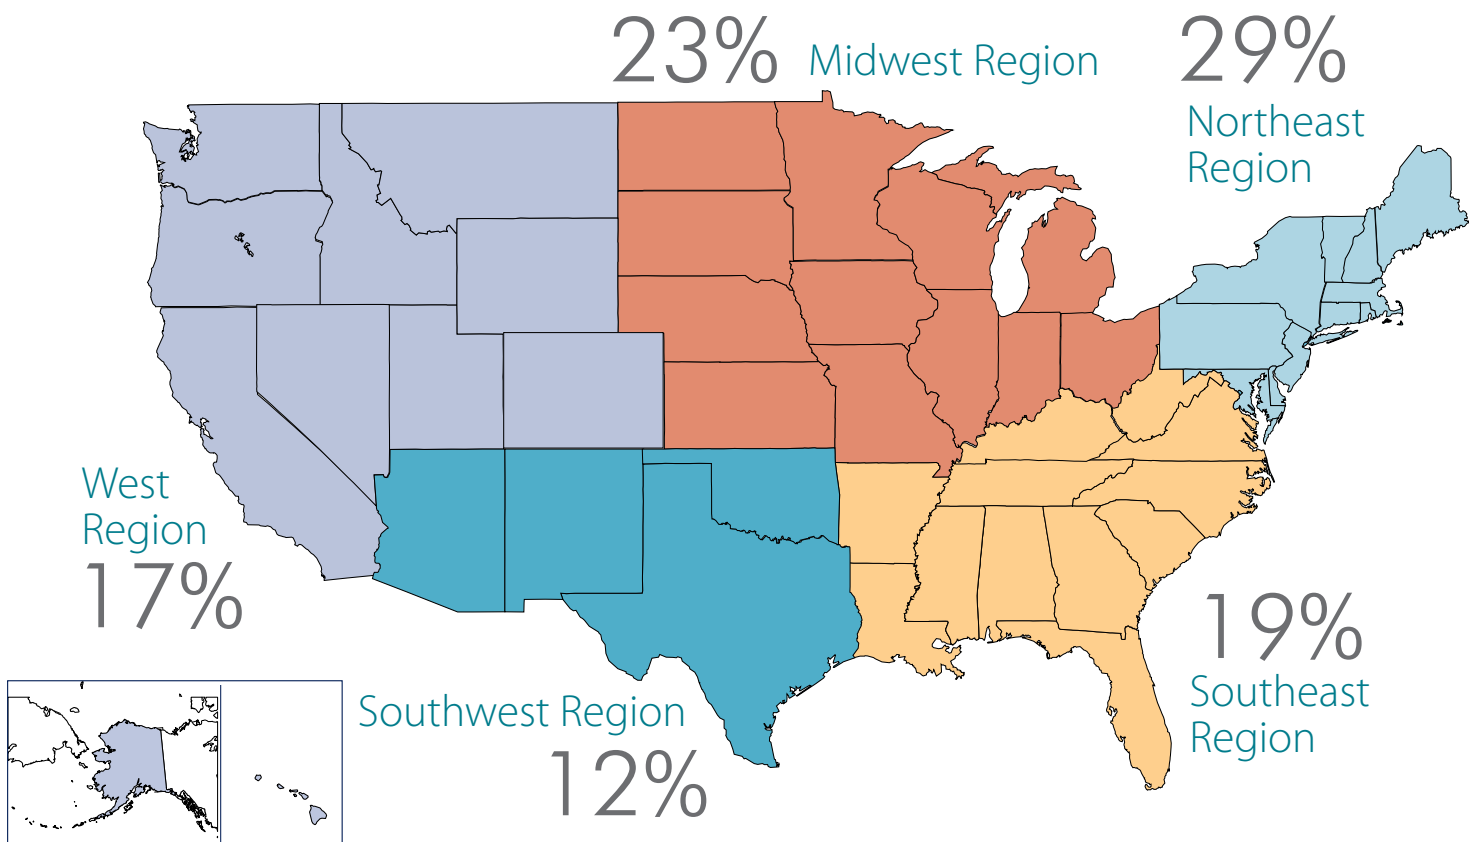 23% Midwest Region
29%
Northeast
Region
West
Region
17%
19%
Southeast
Region
Southwest Region
12%